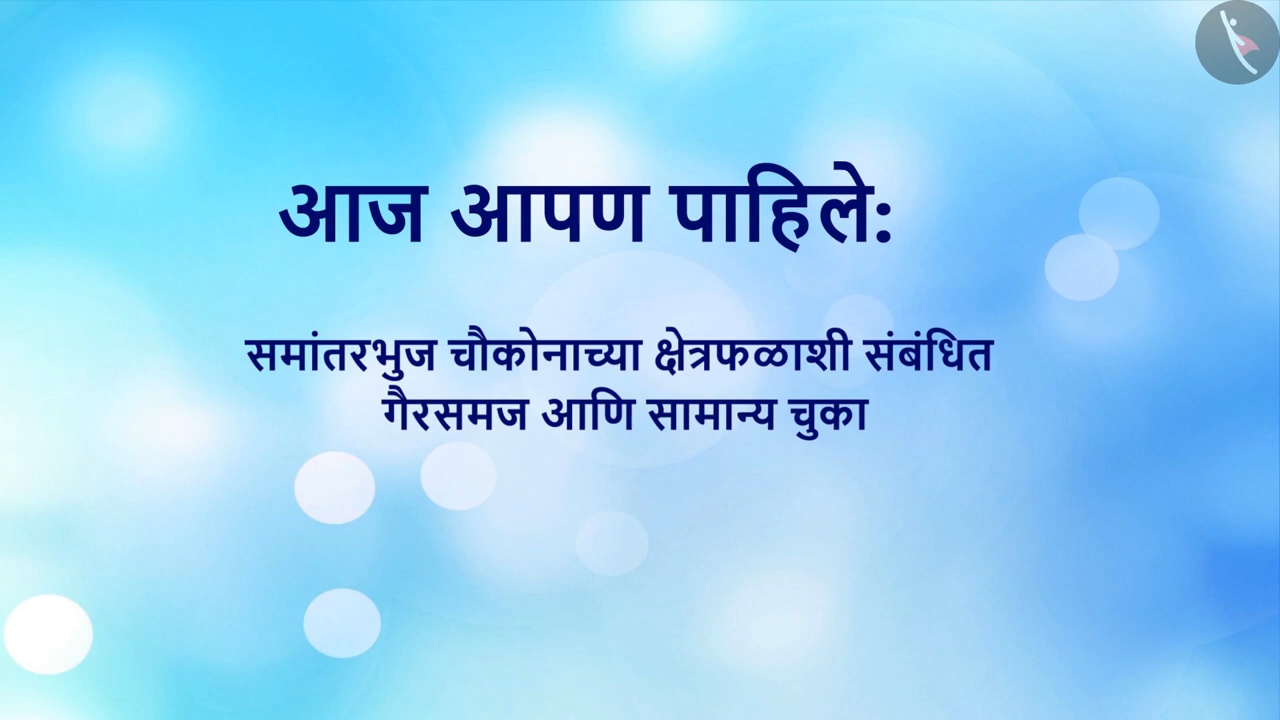 आज आपण पाहिले:
समांतरभुज चौकोनाच्या क्षेत्रफळाशी संबंधित
गैरसमज आणि सामान्य चुका